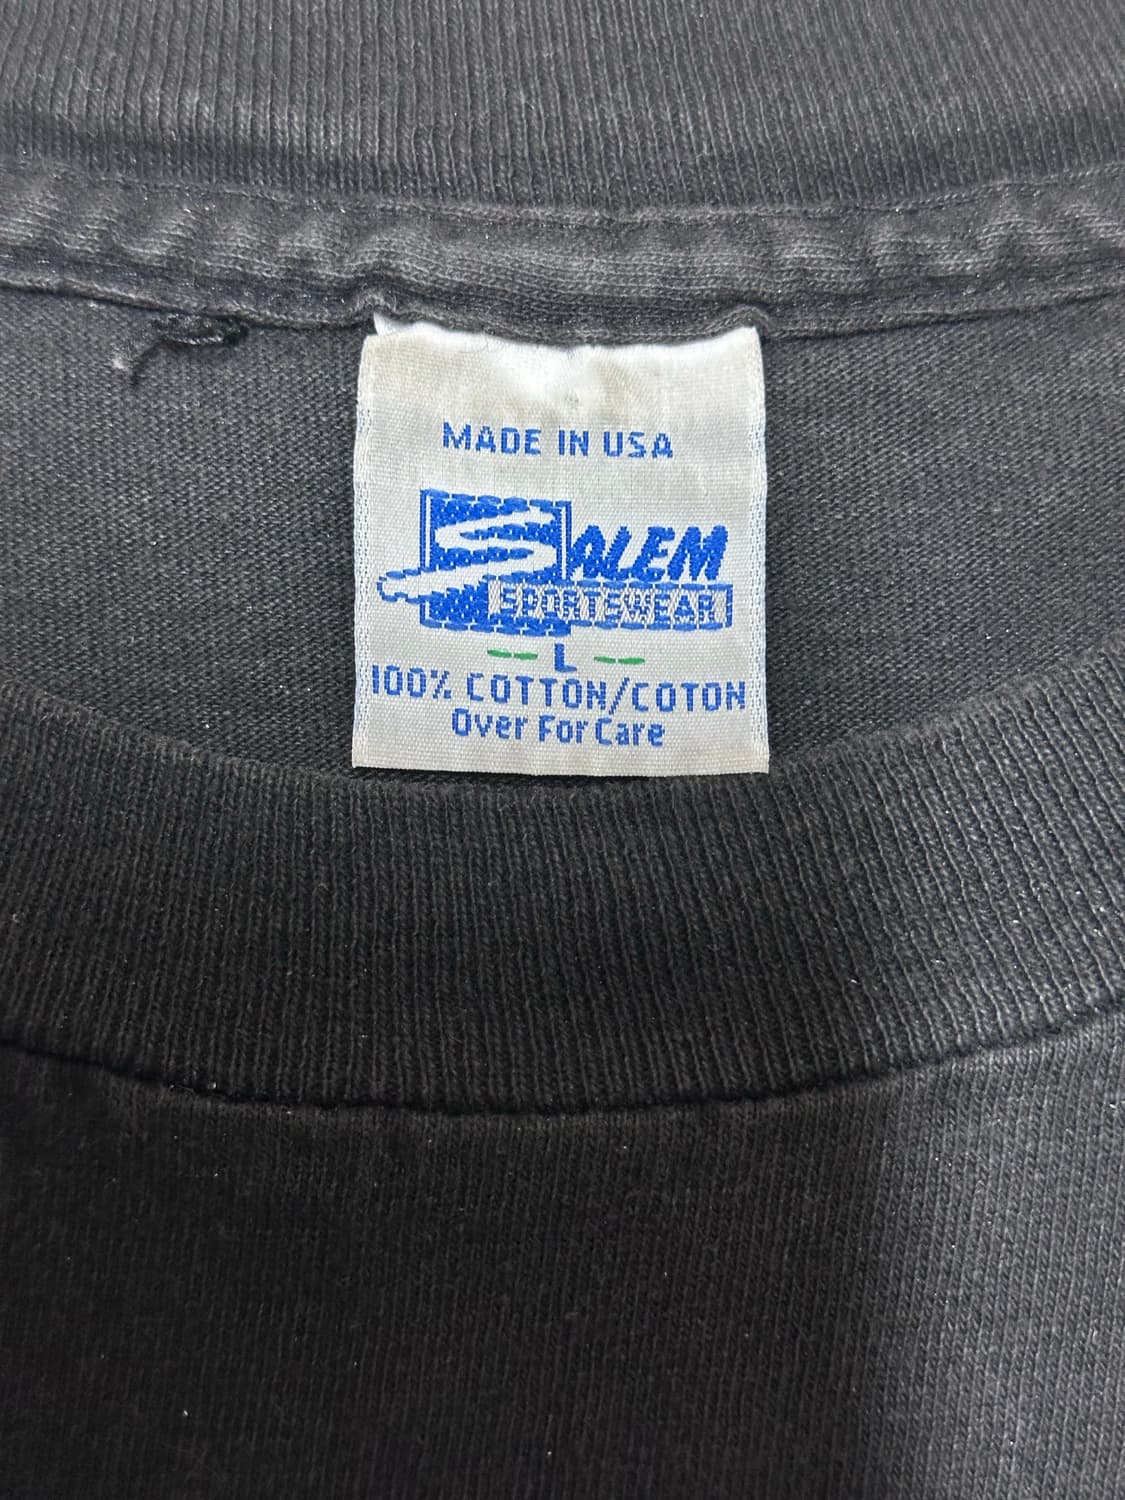 MADE IN USA
SALEM
SPORTSWEAR
L
100% COTTON/COTON
Over For Care